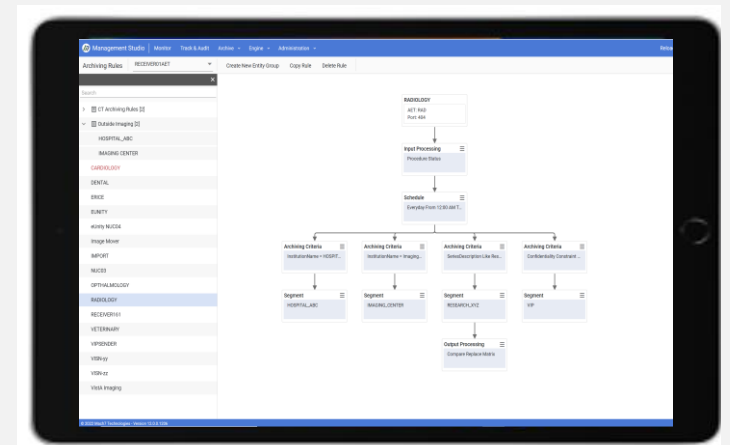 Management Studio Monitor Track & Audit Archive Engine Administration
Archiving Rules RECEIVER01AET Create New Entity Group Copy Rule Delete Rule
x
Search
CT Archiving Rules [0]
Outside Imaging [2]
HOSPITAL_ABC
IMAGING CENTER
CARDIOLOGY
DENTAL
ERICE
EUNITY
eUnity NUC04
Image Mover
IMPORT
NUC03
OPTHALMOLOGY
RADIOLOGY
RECEIVER101
VETERINARY
VIPSENDER
VISN-yy
VISN-zz
VistA Imaging
RADIOLOGY
AET: RAD
Port: 404
Input Processing
Procedure Status
Schedule
Everyday From 12:00 AM T...
Archiving Criteria
InstitutionName = HOSPIT...
Archiving Criteria
InstitutionName = Imaging...
Archiving Criteria
SeriesDescription Like Res...
Archiving Criteria
Confidentiality Constraint ...
Segment
HOSPITAL_ABC
Segment
IMAGING_CENTER
Segment
RESEARCH_XYZ
Segment
VIP
Output Processing
Compare Replace-Matrix